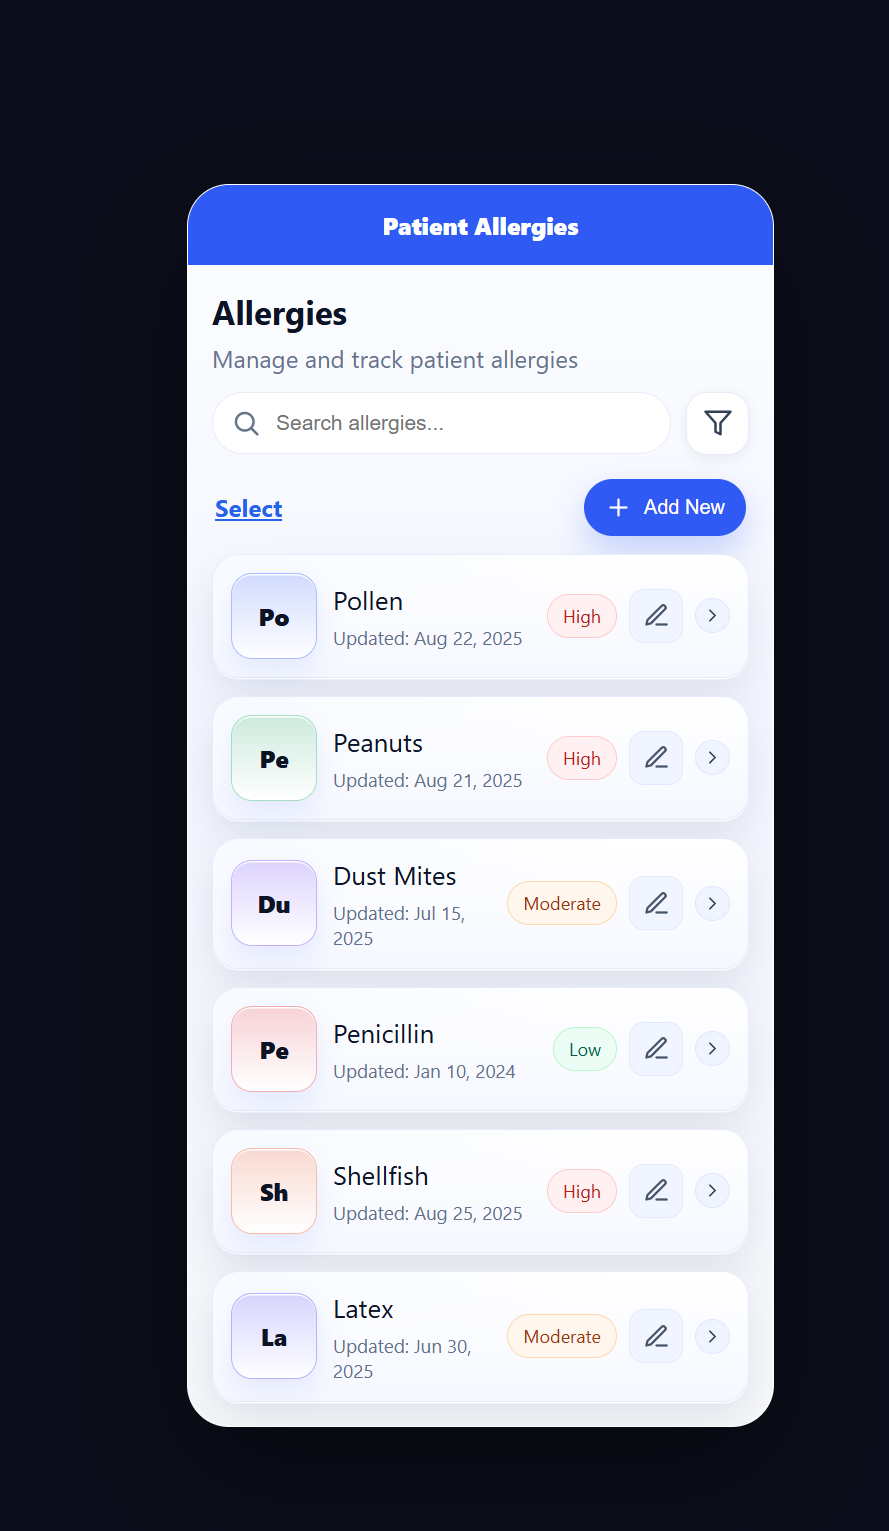 Patient Allergies
Allergies
Manage and track patient allergies
Search allergies...
Select
Add New
Po
Pollen
Updated: Aug 22, 2025
High
Pe
Peanuts
Updated: Aug 21, 2025
High
Du
Dust Mites
Updated: Jul 15,
2025
Moderate
Pe
Penicillin
Updated: Jan 10, 2024
Low
Sh
Shellfish
Updated: Aug 25, 2025
High
La
Latex
Updated: Jun 30,
2025
Moderate